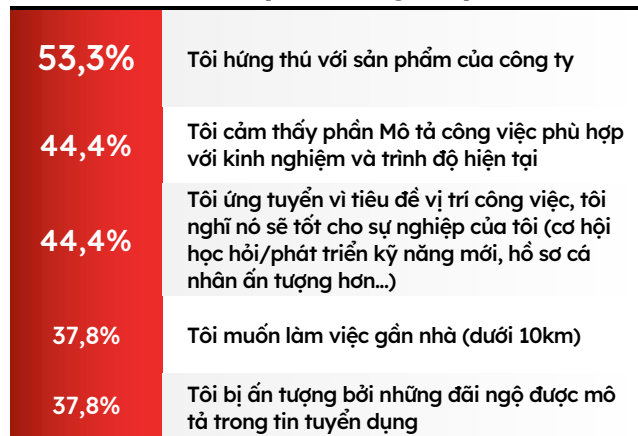 53,3%
Tôi hứng thú với sản phẩm của công ty
44,4%
Tôi cảm thấy phần Mô tả công việc phù hợp
với kinh nghiệm và trình độ hiện tại
44,4%
Tôi ứng tuyển vì tiêu đề vị trí công việc, tôi
nghĩ nó sẽ tốt cho sự nghiệp của tôi (cơ hội
học hỏi/phát triển kỹ năng mới, hồ sơ cá
nhân ấn tượng hơn...)
37,8%
Tôi muốn làm việc gần nhà (dưới 10km)
37,8%
Tôi bị ấn tượng bởi những đãi ngộ được mô
tả trong tin tuyển dụng